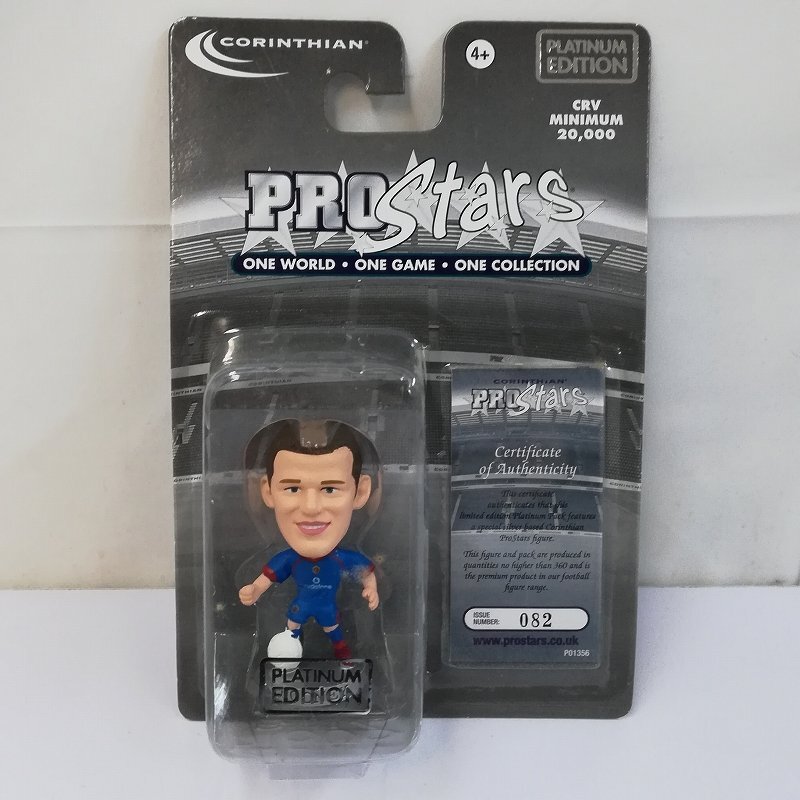 CORINTHIAN
4+
PLATINUM
EDITION
CRV
MINIMUM
20,000
PROStars
ONE WORLD • ONE GAME • ONE COLLECTION
CORINTHIAN
PROStars
Certificate
of Authenticity
This certificate
authenticates that this
limited edition Platinum Pack features
a special silver based Corinthian
ProStars figure.
This figure and pack are produced in
quantities no higher than 360 and is
the premium product in our football
figure range.
ISSUE
NUMBER: 082
www.prostars.co.uk
P01356
vodafone
PLATINUM
EDITION